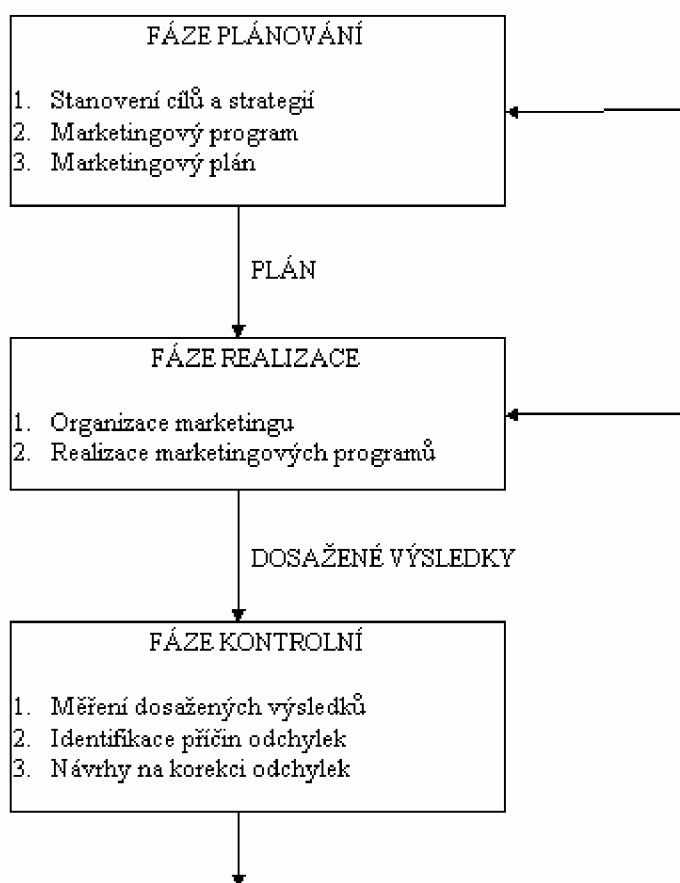 FÁZE PLÁNOVÁNÍ
1. Stanovení cílů a strategií
2. Marketingový program
3. Marketingový plán
PLÁN
FÁZE REALIZACE
1. Organizace marketingu
2. Realizace marketingových programů
DOSAŽENÉ VÝSLEDKY
FÁZE KONTROLNÍ
1. Měření dosažených výsledků
2. Identifikace příčin odchylek
3. Návrhy na korekci odchylek